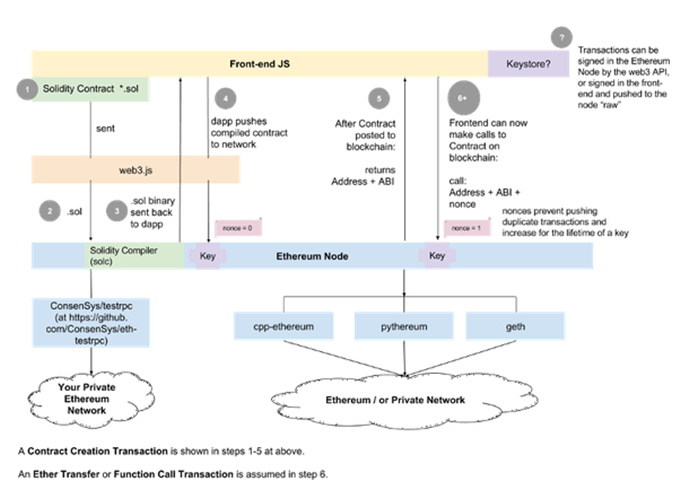 ?
Front-end JS
Keystore?
Transactions can be
signed in the Ethereum
Node by the web3 API,
or signed in the front-
end and pushed to the
node "raw"
1
Solidity Contract *.sol
sent
4
dapp pushes
compiled contract
to network
5
After Contract
posted to
blockchain:
returns
Address + ABI
6+
Frontend can now
make calls to
Contract on
blockchain:
call:
Address + ABI +
nonce
web3.js
2
.sol
3
.sol binary
sent back
to dapp
nonce = 0
nonce = 1
nonces prevent pushing
duplicate transactions and
increase for the lifetime of a key
Solidity Compiler
(solc)
Key
Ethereum Node
Key
ConsenSys/testrpc
(at https://github.
com/ConsenSys/eth-
testrpc)
cpp-ethereum
pythereum
geth
Your Private
Ethereum
Network
Ethereum / or Private Network
A Contract Creation Transaction is shown in steps 1-5 at above.
An Ether Transfer or Function Call Transaction is assumed in step 6.